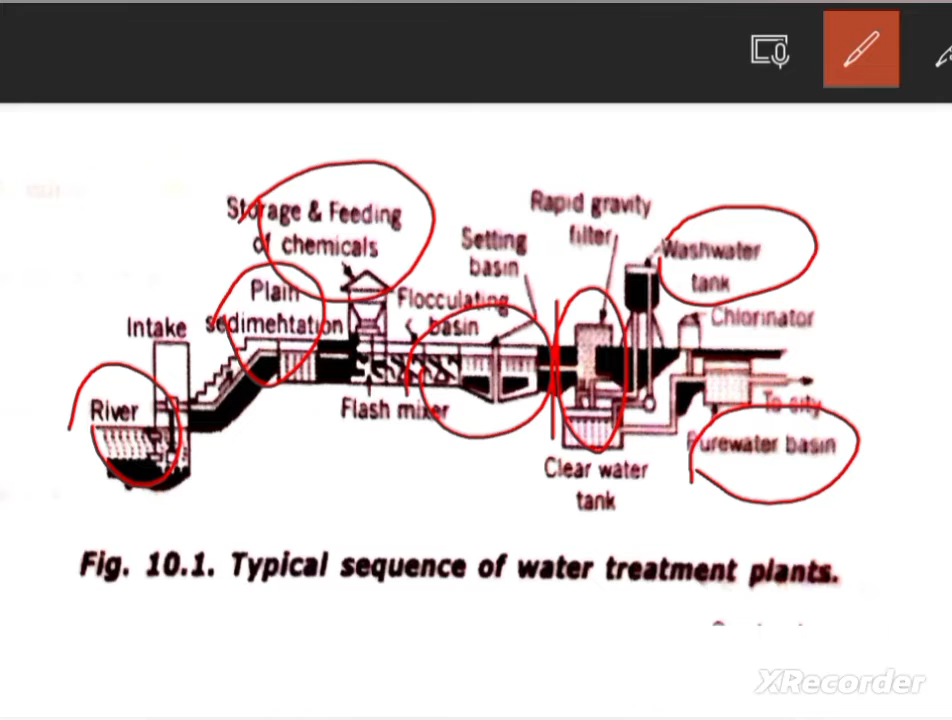 Storage & Feeding
of chemicals
Rapid gravity
filter
Setting
basin
Washwater
tank
Plain
sedimehtation
Flocculating
basin
Chlorinator
Intake
River
Flash mixer
To city
Purewater basin
Clear water
tank
Fig. 10.1. Typical sequence of water treatment plants.
XRecorder